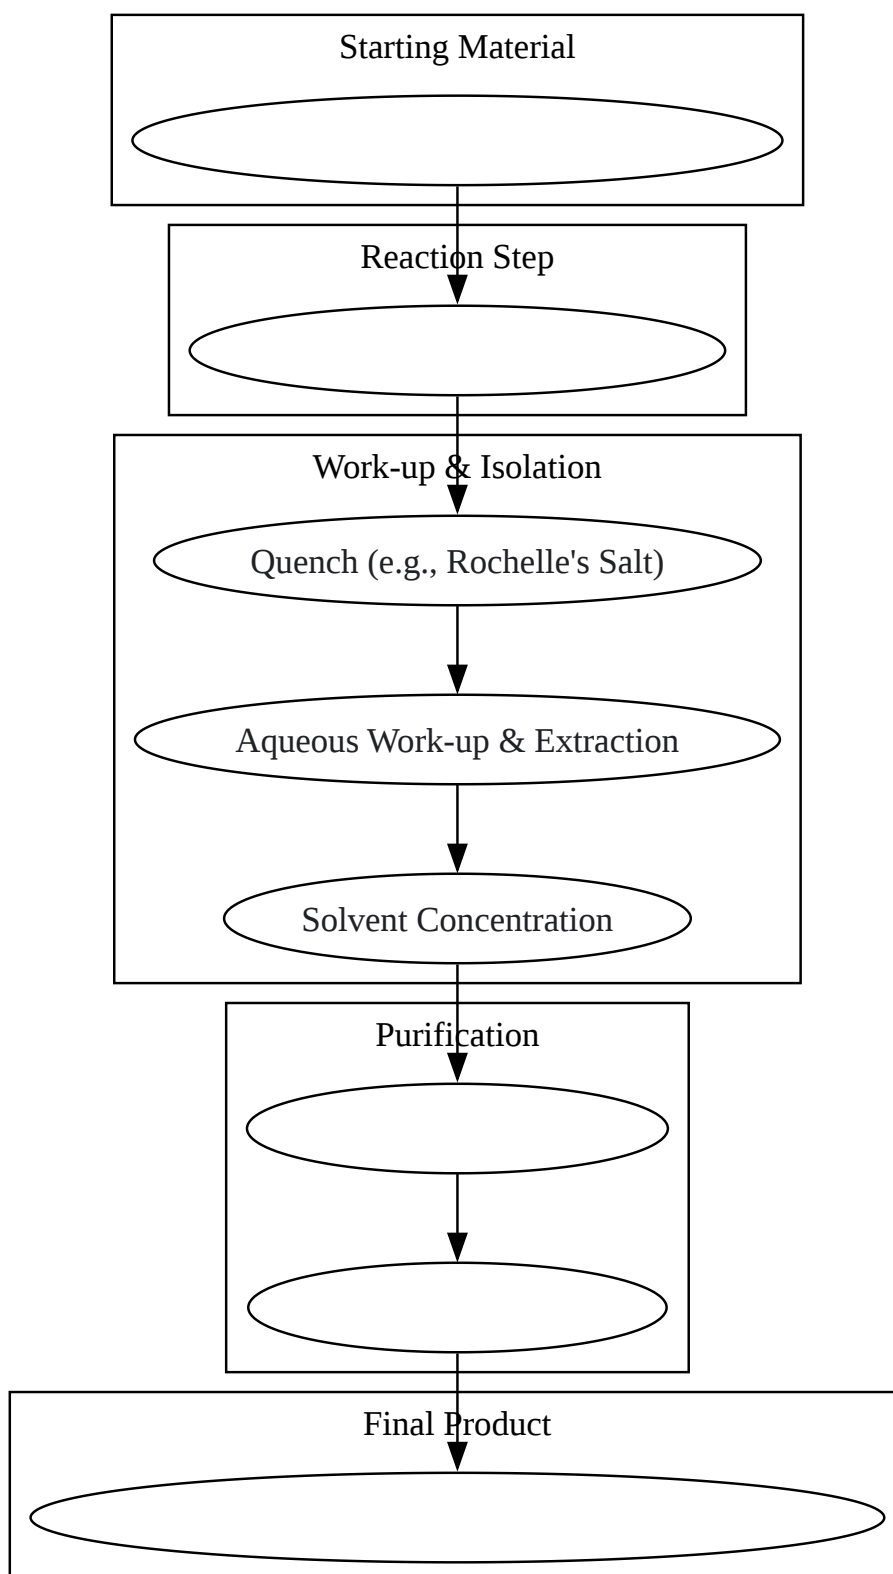 Starting Material
Reaction Step
Work-up & Isolation
Quench (e.g., Rochelle's Salt)
Aqueous Work-up & Extraction
Solvent Concentration
Purification
Final Product